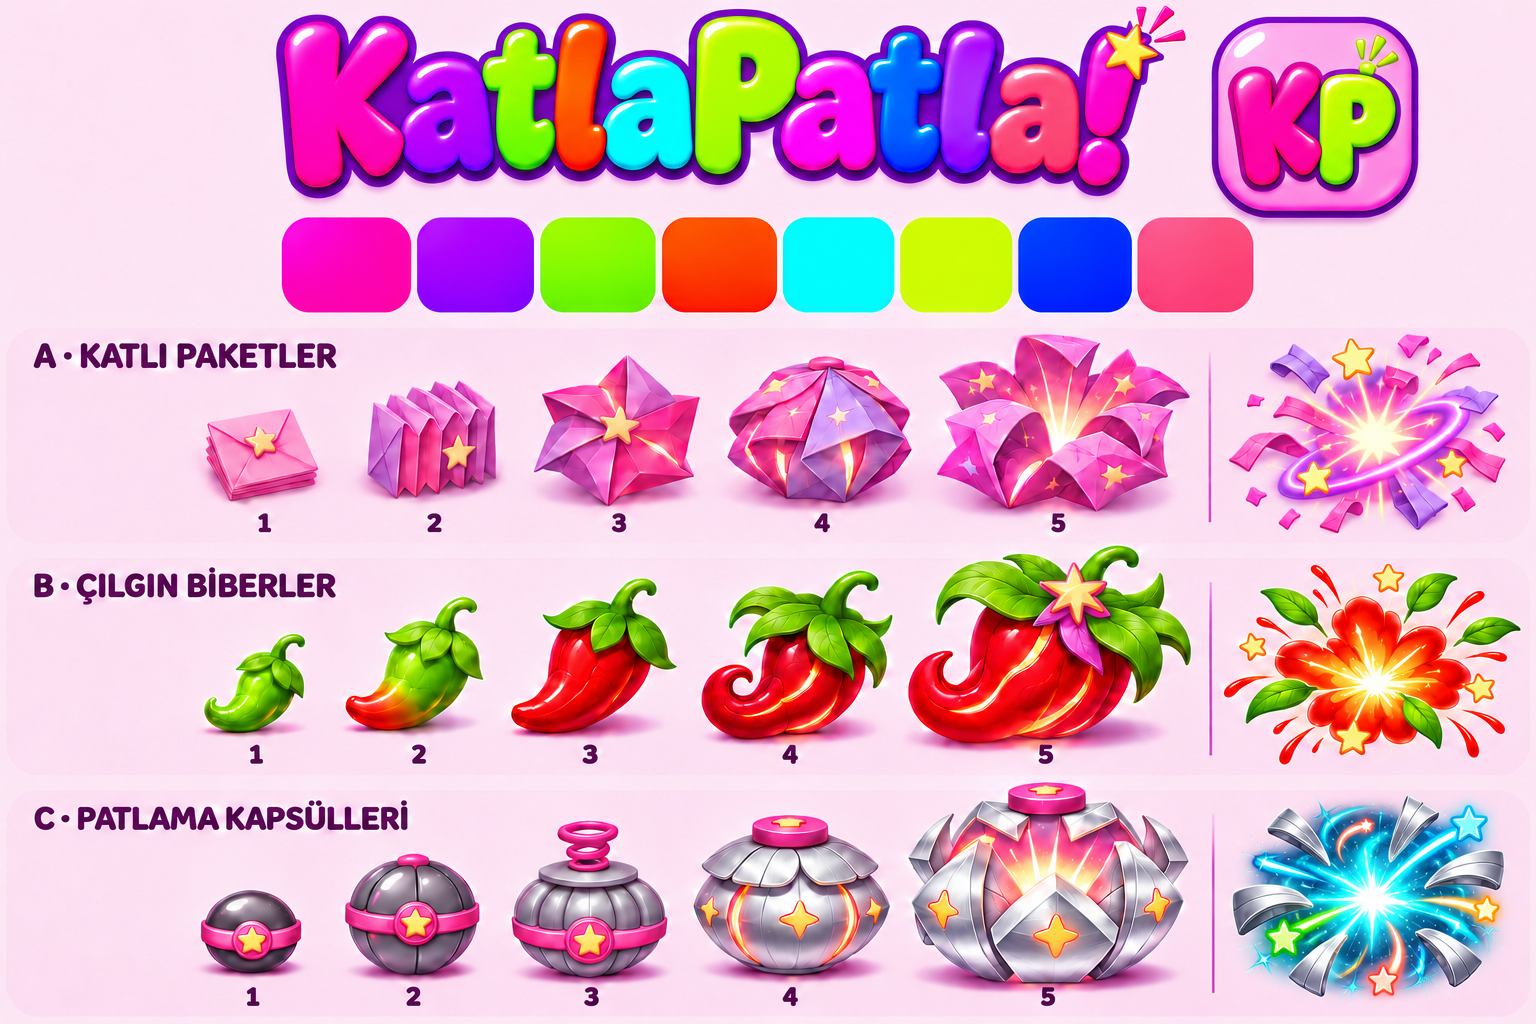 KatlaPatla!
KP
A • KATLI PAKETLER
1 2 3 4 5
B • ÇILGIN BİBERLER
1 2 3 4 5
C • PATLAMA KAPSÜLLERİ
1 2 3 4 5